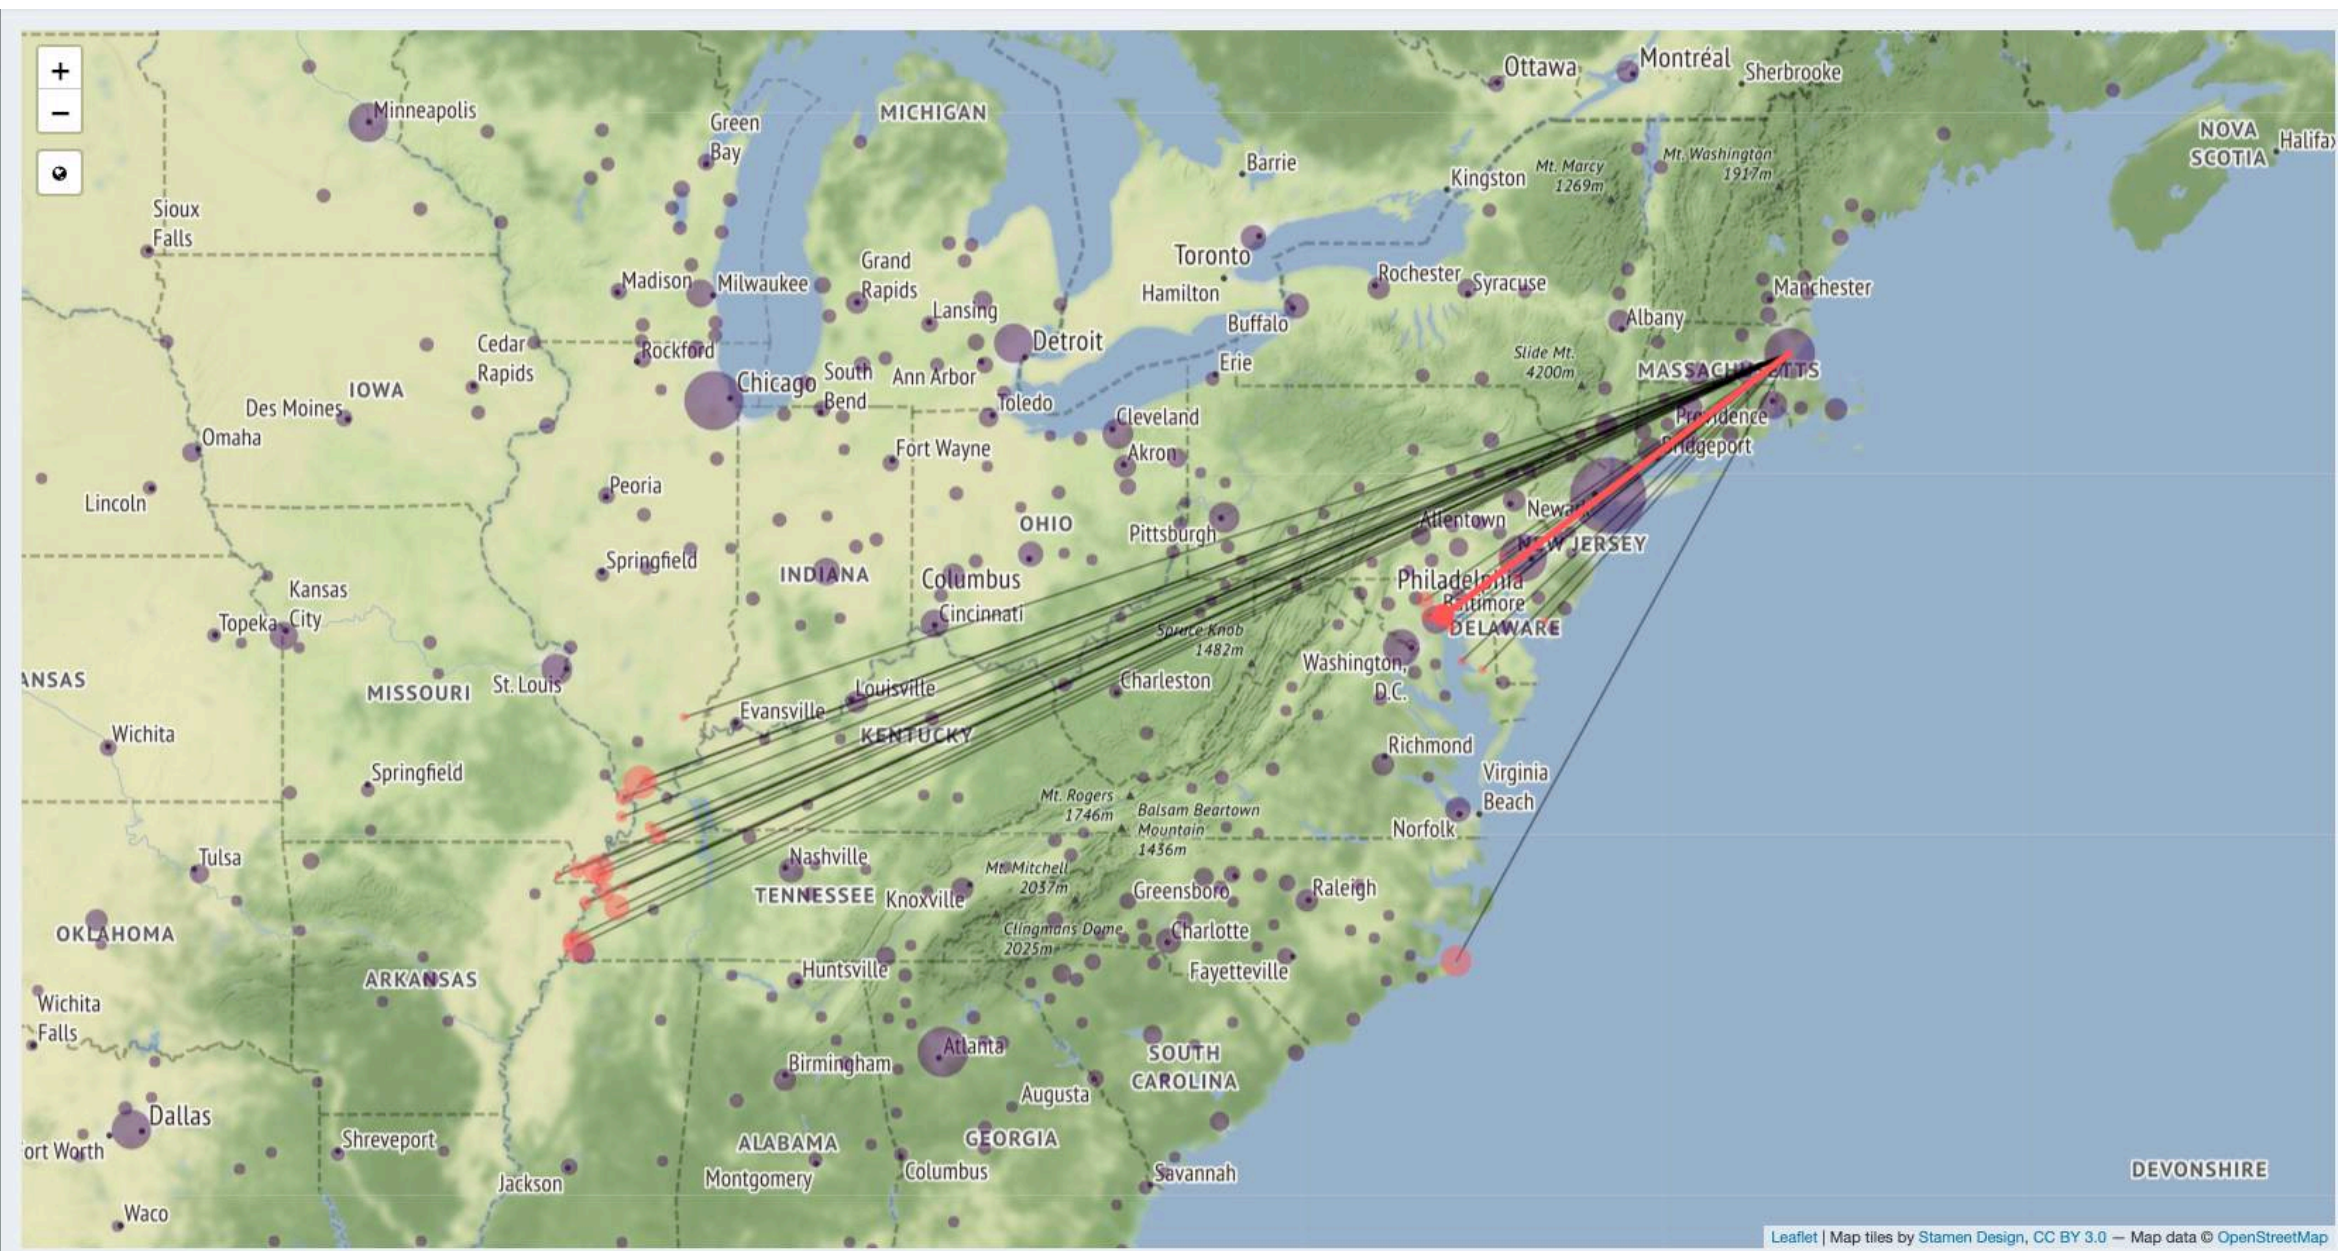 +
−
Minneapolis
Green
Bay
MICHIGAN
Ottawa
Montréal
Sherbrooke
NOVA
SCOTIA
Halifax
Barrie
Kingston
Mt. Marcy
1269m
Mt. Washington
1917m
Sioux
Falls
Toronto
Hamilton
Madison
Milwaukee
Grand
Rapids
Lansing
Rochester
Syracuse
Manchester
Buffalo
Albany
Detroit
Rockford
Cedar
Rapids
Erie
Slide Mt.
4200m
MASSACHUSETTS
Chicago
South
Bend
Ann Arbor
IOWA
Des Moines
Toledo
Cleveland
Providence
Bridgeport
Omaha
Fort Wayne
Akron
Lincoln
Peoria
OHIO
Pittsburgh
Allentown
Newark
NEW JERSEY
Springfield
INDIANA
Columbus
Cincinnati
Philadelphia
Baltimore
DELAWARE
Kansas
City
Topeka
Spruce Knob
1482m
Washington,
D.C.
MISSOURI
St. Louis
Louisville
Charleston
ANSAS
Evansville
KENTUCKY
Wichita
Richmond
Springfield
Virginia
Beach
Norfolk
Mt. Rogers
1746m
Balsam Beartown
Mountain
1436m
Tulsa
Nashville
TENNESSEE
Knoxville
Mt. Mitchell
2037m
Greensboro
Raleigh
OKLAHOMA
Clingmans Dome
2025m
Charlotte
Fayetteville
ARKANSAS
Huntsville
Wichita
Falls
Atlanta
Birmingham
SOUTH
CAROLINA
Augusta
Dallas
ort Worth
Shreveport
ALABAMA
GEORGIA
Jackson
Montgomery
Columbus
Savannah
DEVONSHIRE
Waco
Leaflet | Map tiles by Stamen Design, CC BY 3.0 — Map data © OpenStreetMap